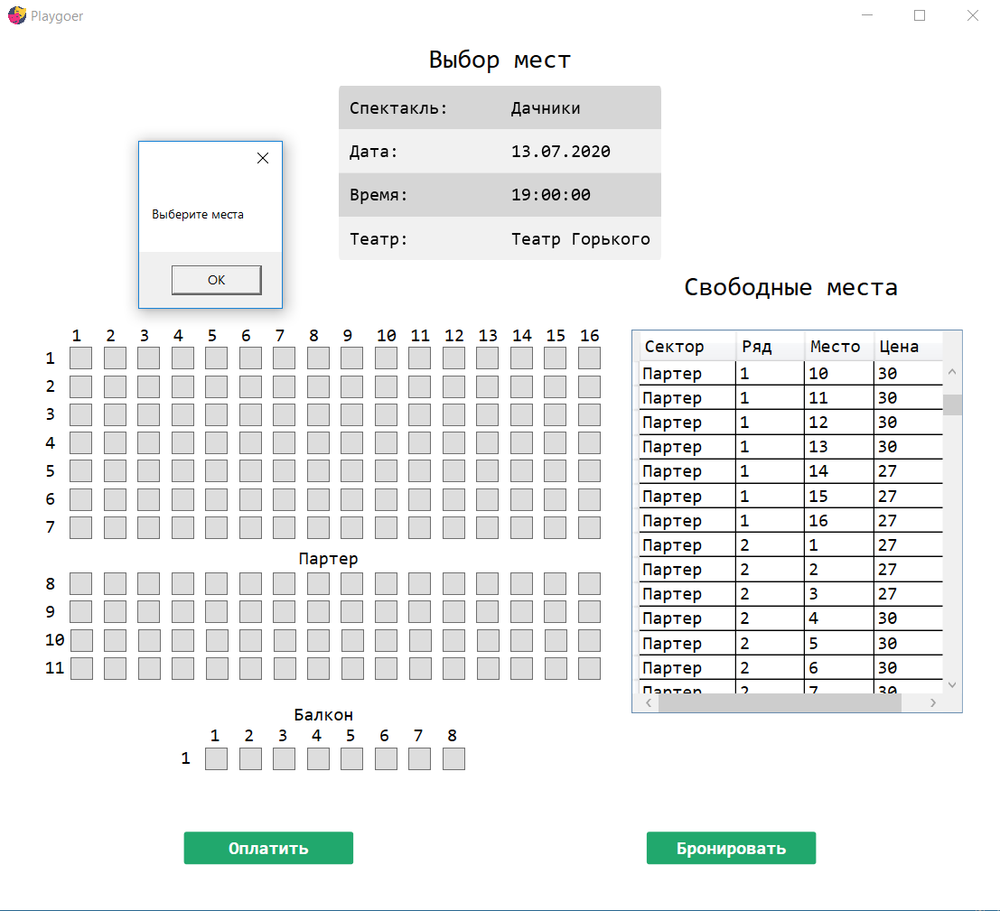 Playgoer
Выбор мест
Спектакль: Дачники
Дата: 13.07.2020
Время: 19:00:00
Театр: Театр Горького
Выберите места
OK
1 2 3 4 5 6 7 8 9 10 11 12 13 14 15 16
1
2
3
4
5
6
7
Партер
8
9
10
11
Балкон
1 2 3 4 5 6 7 8
1
Свободные места
Сектор Ряд Место Цена
Партер 1 10 30
Партер 1 11 30
Партер 1 12 30
Партер 1 13 30
Партер 1 14 27
Партер 1 15 27
Партер 1 16 27
Партер 2 1 27
Партер 2 2 27
Партер 2 3 27
Партер 2 4 30
Партер 2 5 30
Партер 2 6 30
Партер 2 7 30
Оплатить
Бронировать